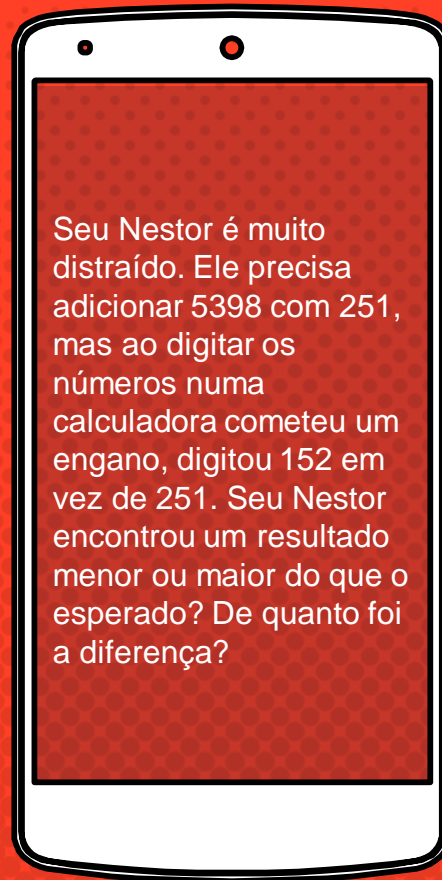 Seu Nestor é muito
distraído. Ele precisa
adicionar 5398 com 251,
mas ao digitar os
números numa
calculadora cometeu um
engano, digitou 152 em
vez de 251. Seu Nestor
encontrou um resultado
menor ou maior do que o
esperado? De quanto foi
a diferença?